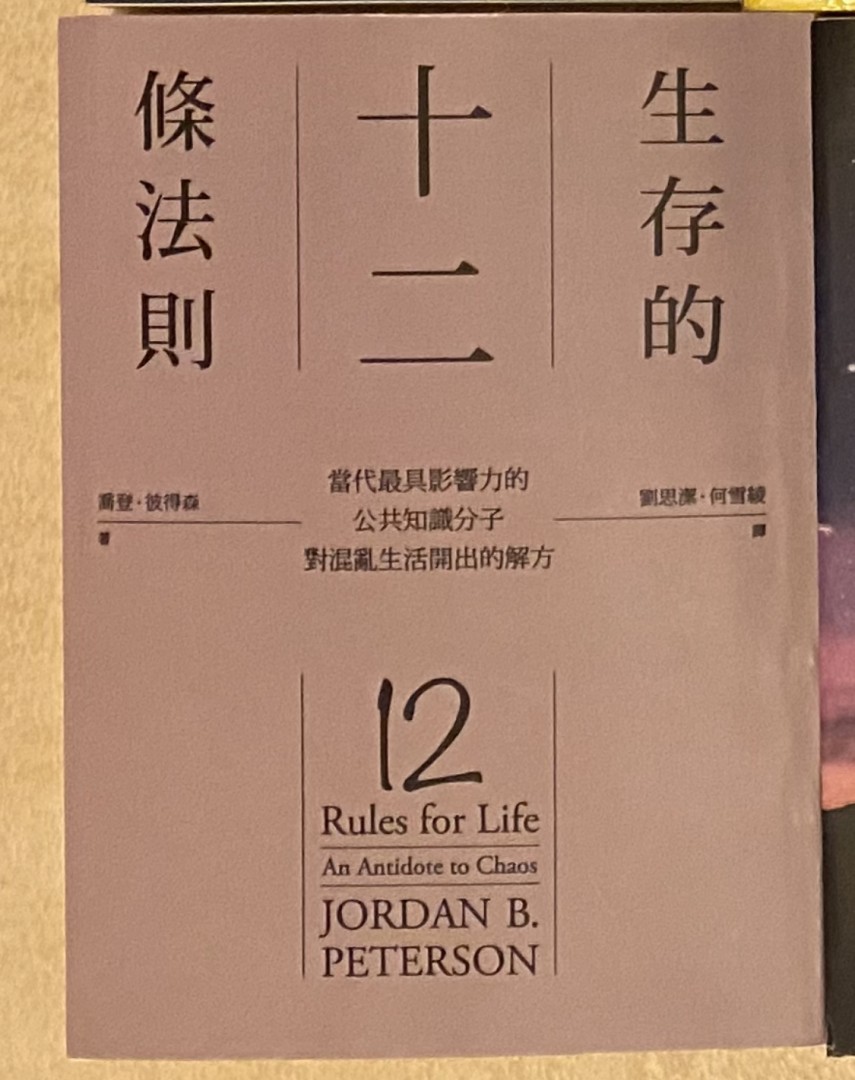 生存的
十二
條法則
當代最具影響力的
公共知識分子
對混亂生活開出的解方
喬登·彼得森
著
劉思潔·何雪綾
譯
12
Rules for Life
An Antidote to Chaos
JORDAN B.
PETERSON